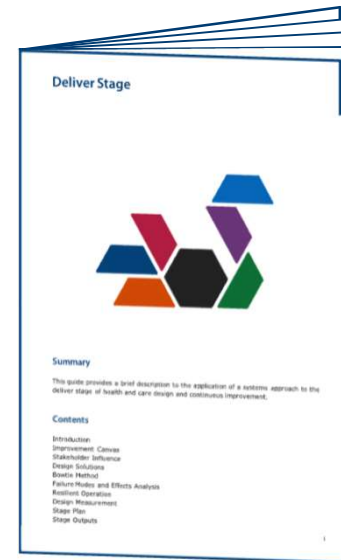 Deliver Stage
Summary
This guide provides a brief description to the application of a systems approach to the
deliver stage of health and care design and continuous improvement.
Contents
Introduction
Improvement Canvas
Stakeholder Influence
Design Solutions
Bowtie Method
Failure Modes and Effects Analysis
Resilient Operation
Design Measurement
Stage Plan
Stage Outputs
1